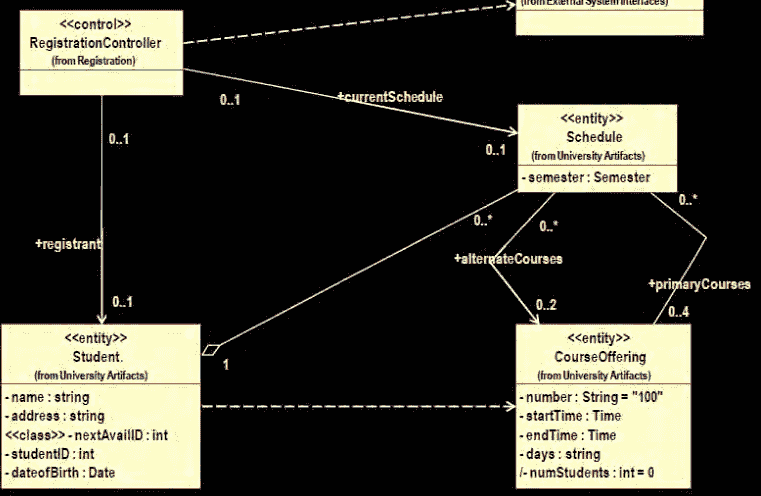 (from External System Interfaces)
<<control>>
RegistrationController
(from Registration)
0..1
+currentSchedule
0..1
0..1
<<entity>>
Schedule
(from University Artifacts)
- semester : Semester
0..*
0..*
0..*
+registrant
+alternateCourses
+primaryCourses
0..1
0..2
0..4
<<entity>>
Student.
(from University Artifacts)
- name : string
- address : string
<<class>> - nextAvailID : int
- studentID : int
- dateofBirth : Date
1
<<entity>>
CourseOffering
(from University Artifacts)
- number : String = "100"
- startTime : Time
- endTime : Time
- days : string
/- numStudents : int = 0